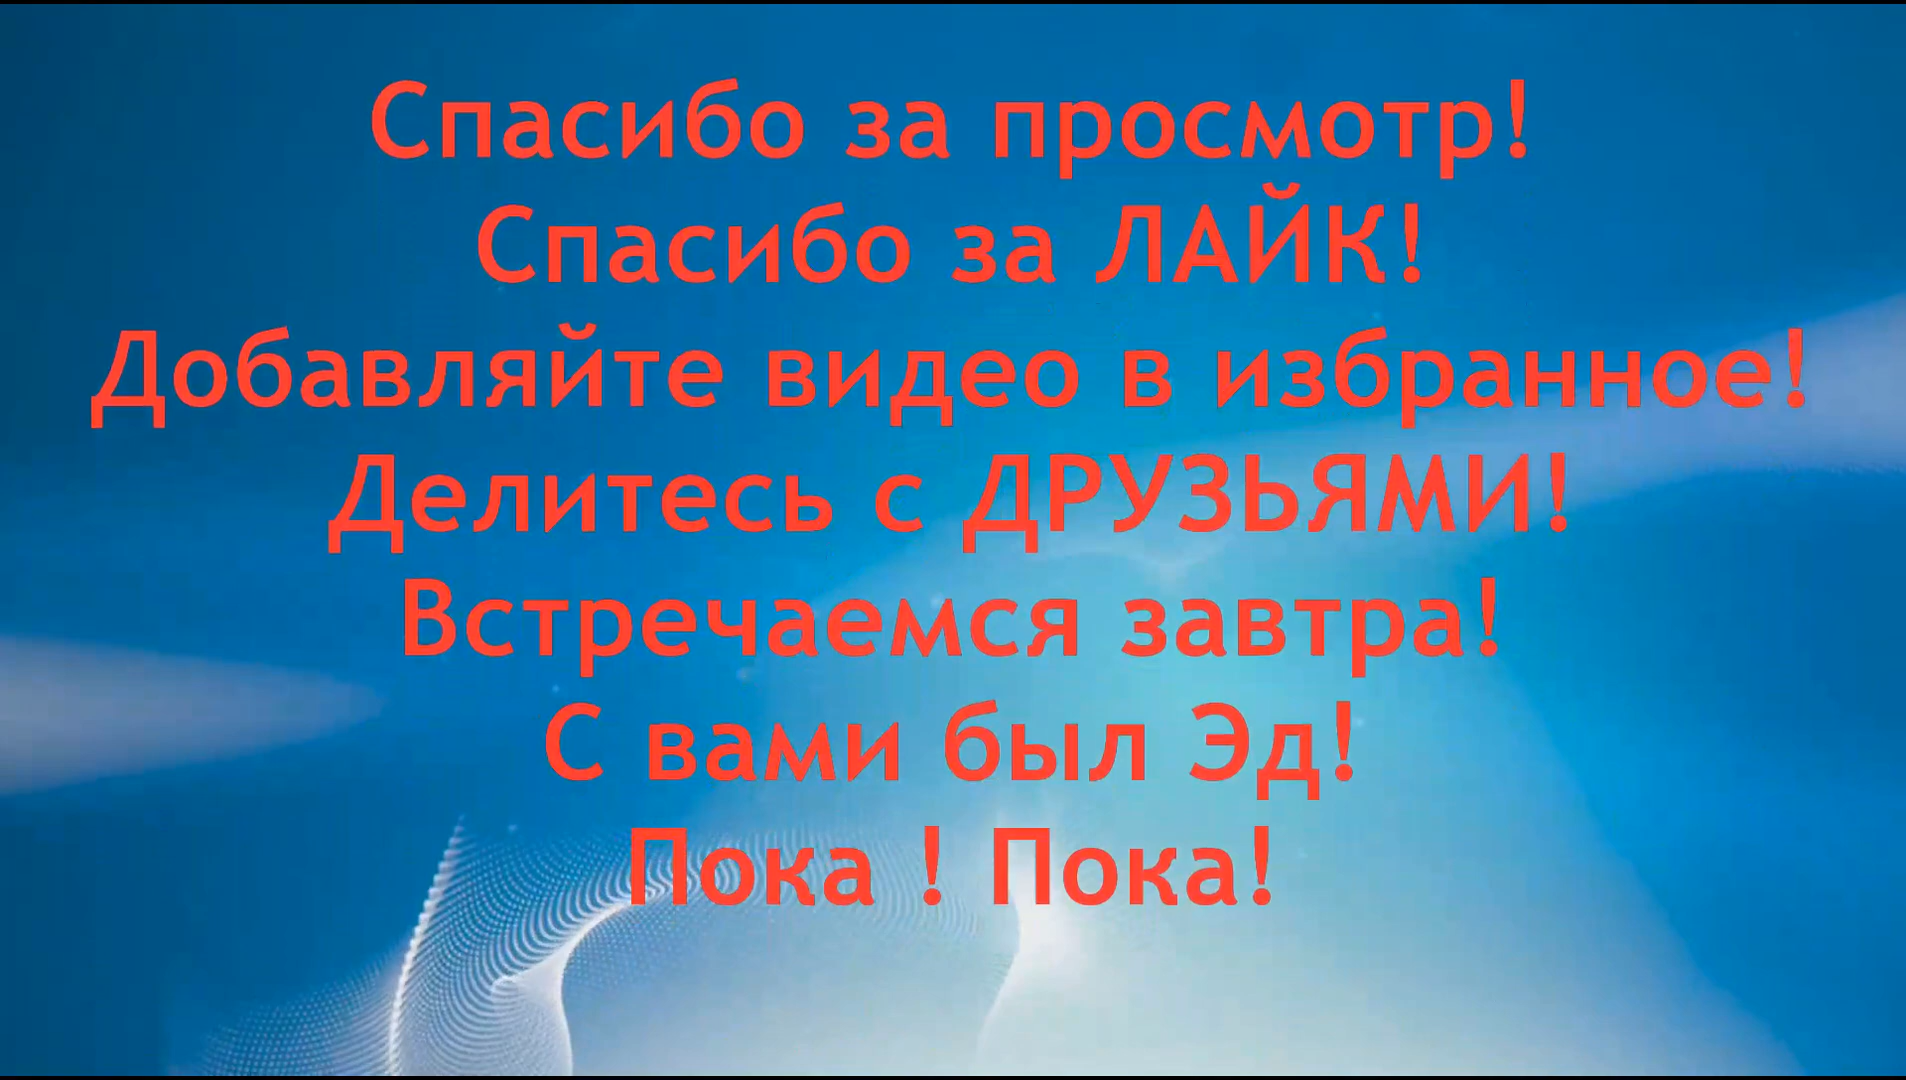 Спасибо за просмотр!
Спасибо за ЛАЙК!
Добавляйте видео в избранное!
Делитесь с ДРУЗЬЯМИ!
Встречаемся завтра!
С вами был Эд!
Пока ! Пока!